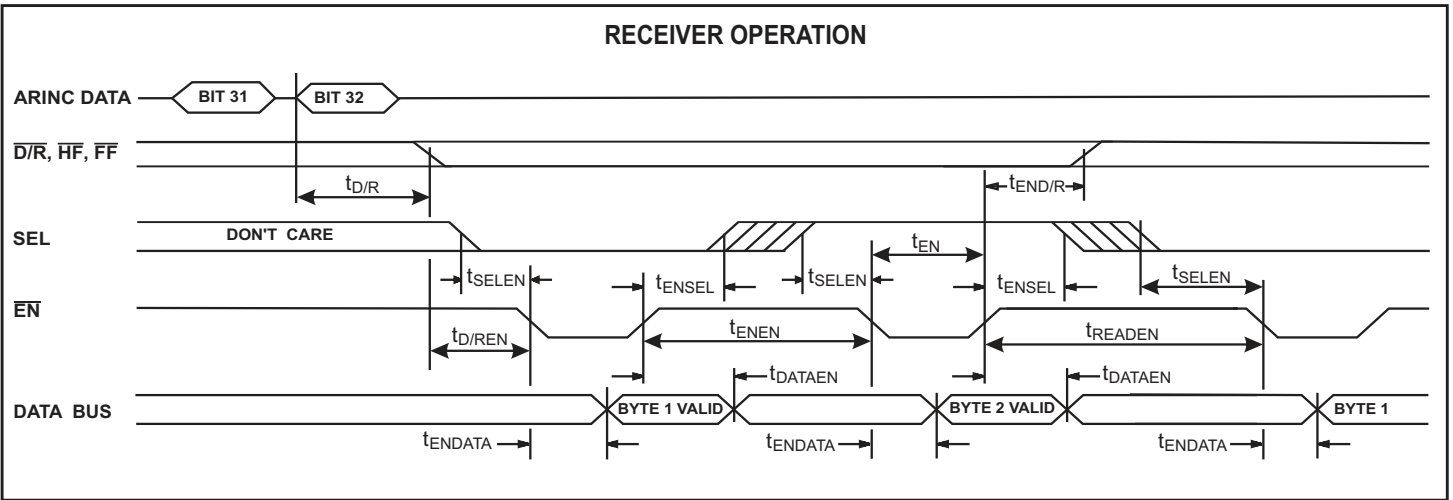 RECEIVER OPERATION
ARINC DATA BIT 31 BIT 32
D/R, HF, FF
tD/R tEND/R
SEL DON'T CARE
tEN
tSELEN tENSEL tSELEN tENSEL tSELEN
EN
tD/REN tENEN tREADEN
tDATAEN tDATAEN
DATA BUS BYTE 1 VALID BYTE 2 VALID BYTE 1
tENDATA tENDATA tENDATA